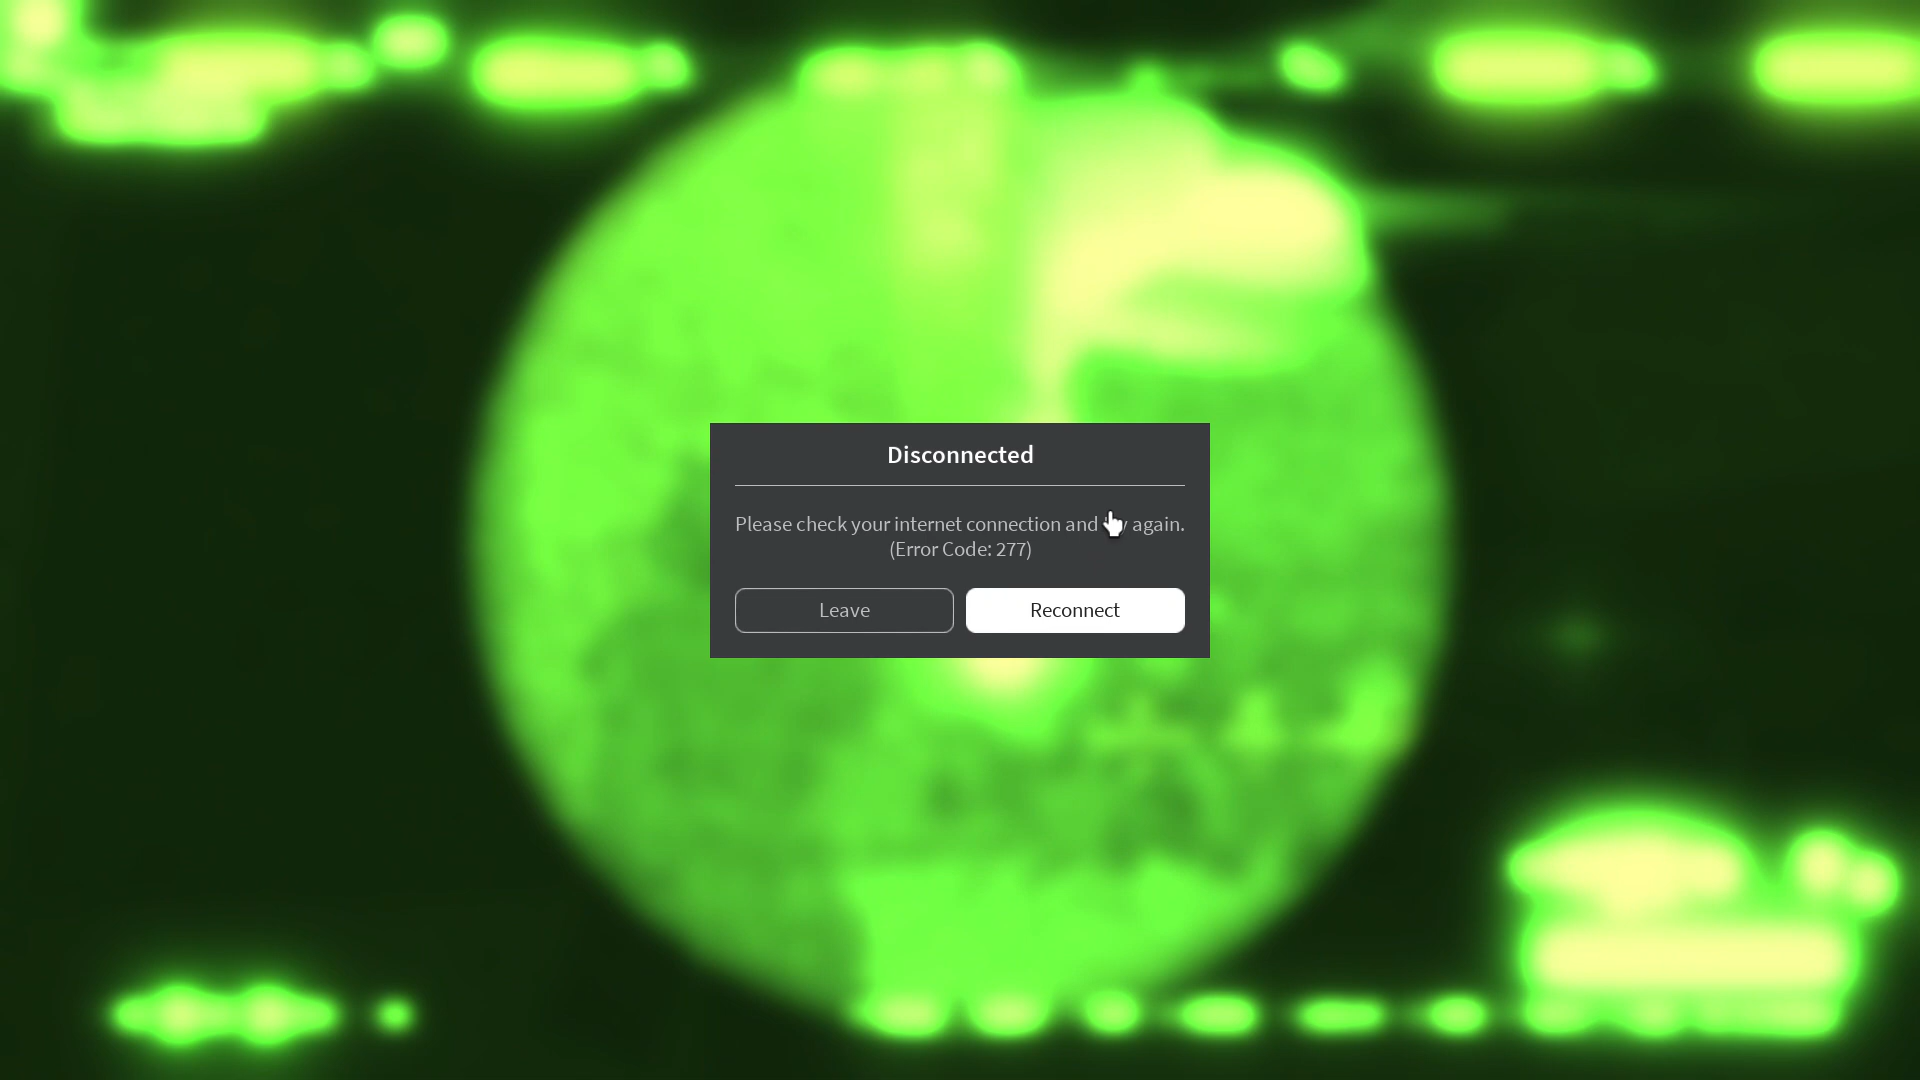 Disconnected
Please check your internet connection and again.
(Error Code: 277)
Leave
Reconnect